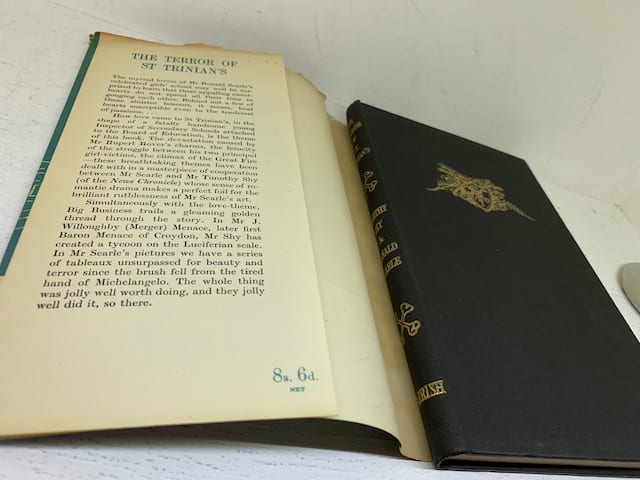 THE TERROR OF
ST TRINIAN'S
The myriad lovers of Mr Ronald Searle's
celebrated girls' school may well be sur-
prised to learn that these appalling sweet-
hearts do not spend all their time in
gouging each other. Behind not a few of
those sinister bosoms, it seems, beat
hearts susceptible even to the tenderest
of passions. . . .
How love came to St Trinian's, in the
shape of a fatally handsome young
Inspector of Secondary Schools attached
to the Board of Education, is the theme
of this book. The devastation caused by
Mr Rupert Rover's charms, the ferocity
of the struggle between his two principal
girl-victims, the climax of the Great Fire
—these breathtaking themes have been
dealt with in a masterpiece of cooperation
between Mr Searle and Mr Timothy Shy
(of the News Chronicle) whose sense of ro-
mantic drama makes a perfect foil for the
brilliant ruthlessness of Mr Searle's art.
Simultaneously with the love-theme,
Big Business trails a gleaming golden
thread through the story. In Mr J.
Willoughby (Merger) Menace, later first
Baron Menace of Croydon, Mr Shy has
created a tycoon on the Luciferian scale.
In Mr Searle's pictures we have a series
of tableaux unsurpassed for beauty and
terror since the brush fell from the tired
hand of Michelangelo. The whole thing
was jolly well worth doing, and they jolly
well did it, so there.
8s. 6d.
NET
&